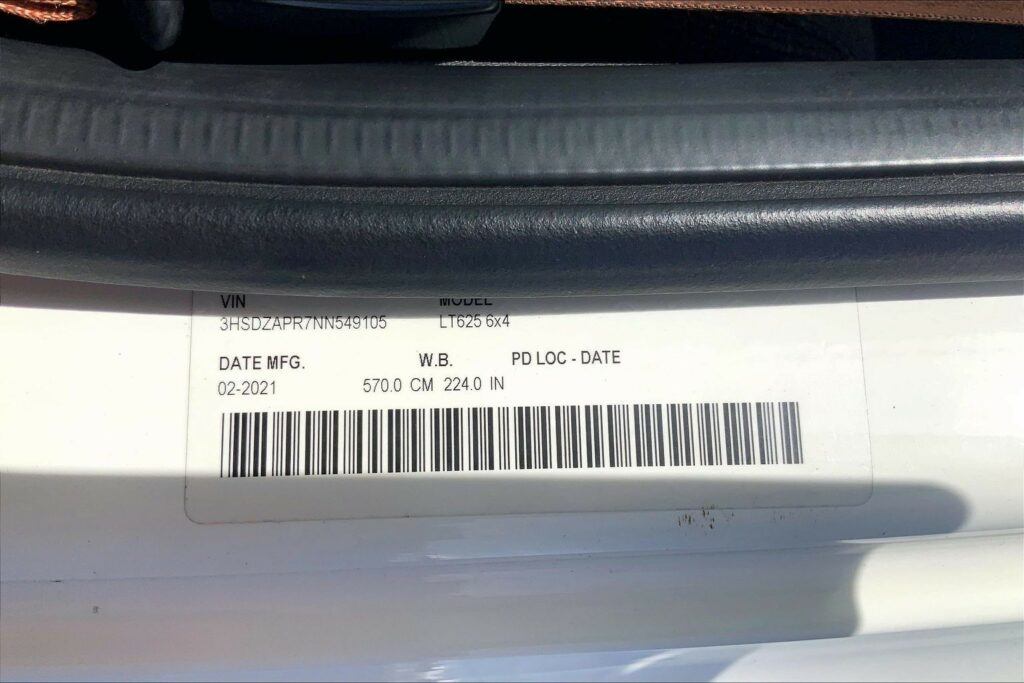 VIN MODEL
3HSDZAPR7NN549105 LT625 6x4
DATE MFG. W.B. PD LOC - DATE
02-2021 570.0 CM 224.0 IN